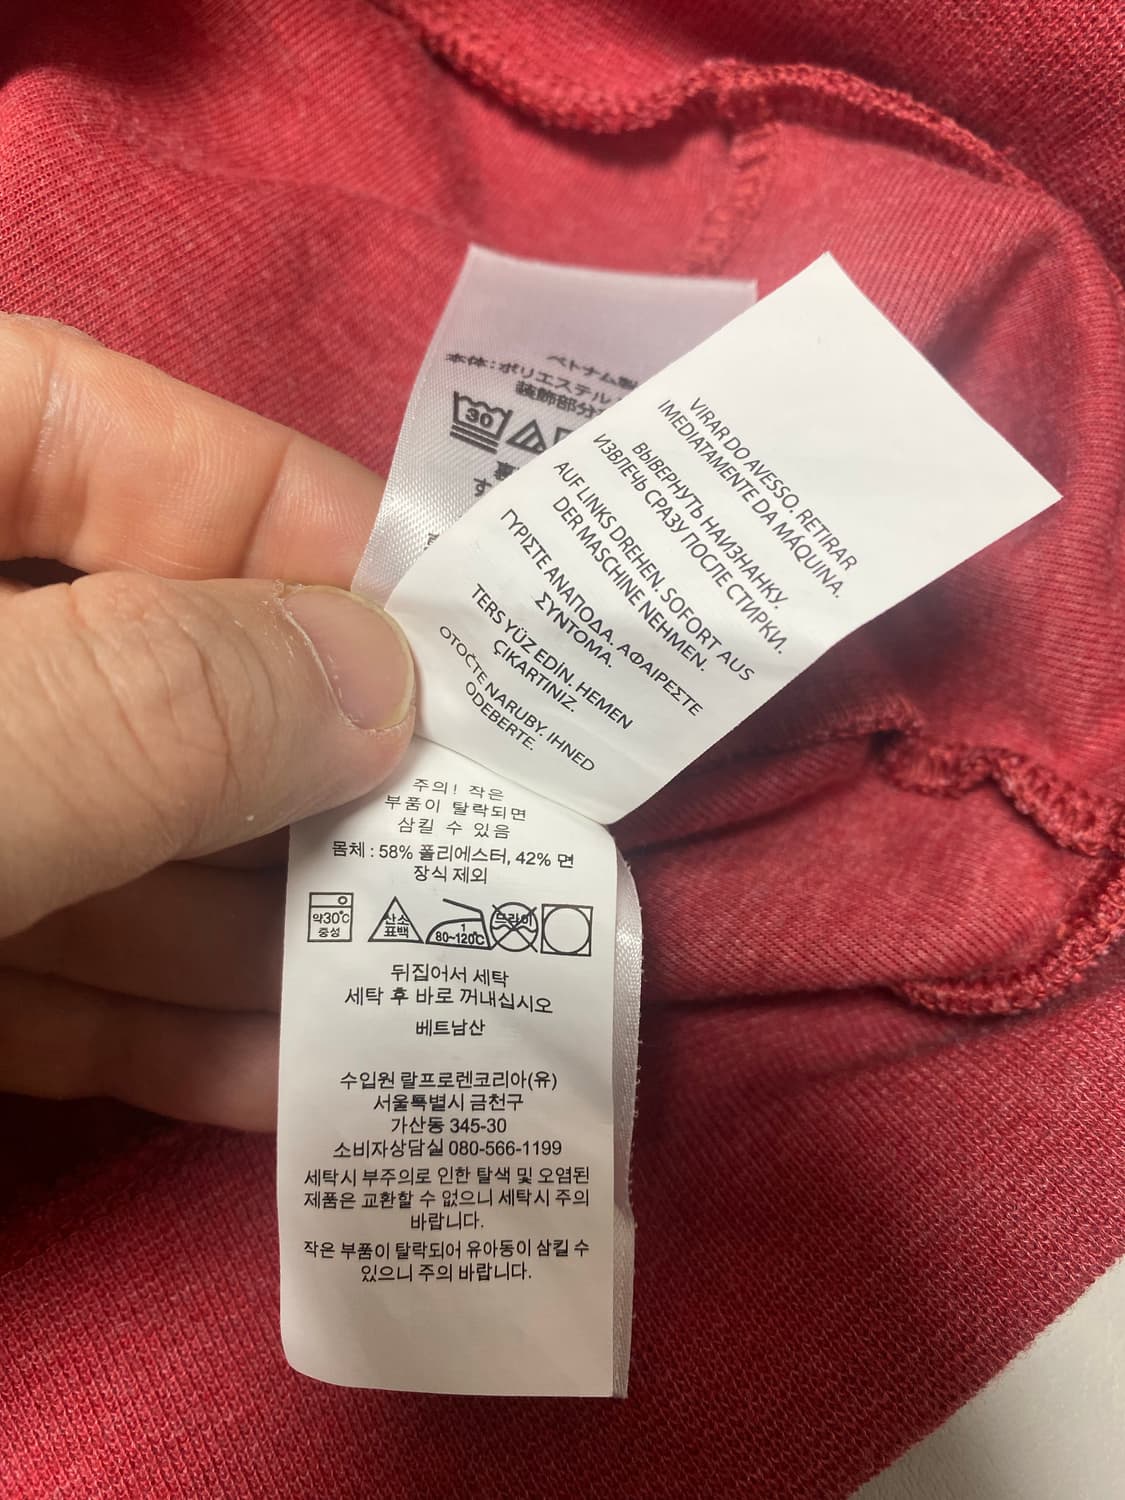 ベトナム製
本体:ポリエステル
装飾部分
30
VIRAR DO AVESSO. RETIRAR
IMEDIATAMENTE DA MÁQUINA.
ВЫВЕРНУТЬ НАИЗНАНКУ.
ИЗВЛЕЧЬ СРАЗУ ПОСЛЕ СТИРКИ.
AUF LINKS DREHEN. SOFORT AUS
DER MASCHINE NEHMEN.
ΓΥΡΙΣΤΕ ΑΝΑΠΟΔΑ. ΑΦΑΙΡΕΣΤΕ
ΣΥΝΤΟΜΑ.
TERS YÜZ EDİN. HEMEN
ÇIKARTINIZ.
OTOČTE NARUBY. IHNED
ODEBERTE.
주의! 작은
부품이 탈락되면
삼킬 수 있음
몸체 : 58% 폴리에스터, 42% 면
장식 제외
약30℃
중성
산소
표백
1
80~120℃
드라이
뒤집어서 세탁
세탁 후 바로 꺼내십시오
베트남산
수입원 랄프로렌코리아(유)
서울특별시 금천구
가산동 345-30
소비자상담실 080-566-1199
세탁시 부주의로 인한 탈색 및 오염된
제품은 교환할 수 없으니 세탁시 주의
바랍니다.
작은 부품이 탈락되어 유아동이 삼킬 수
있으니 주의 바랍니다.